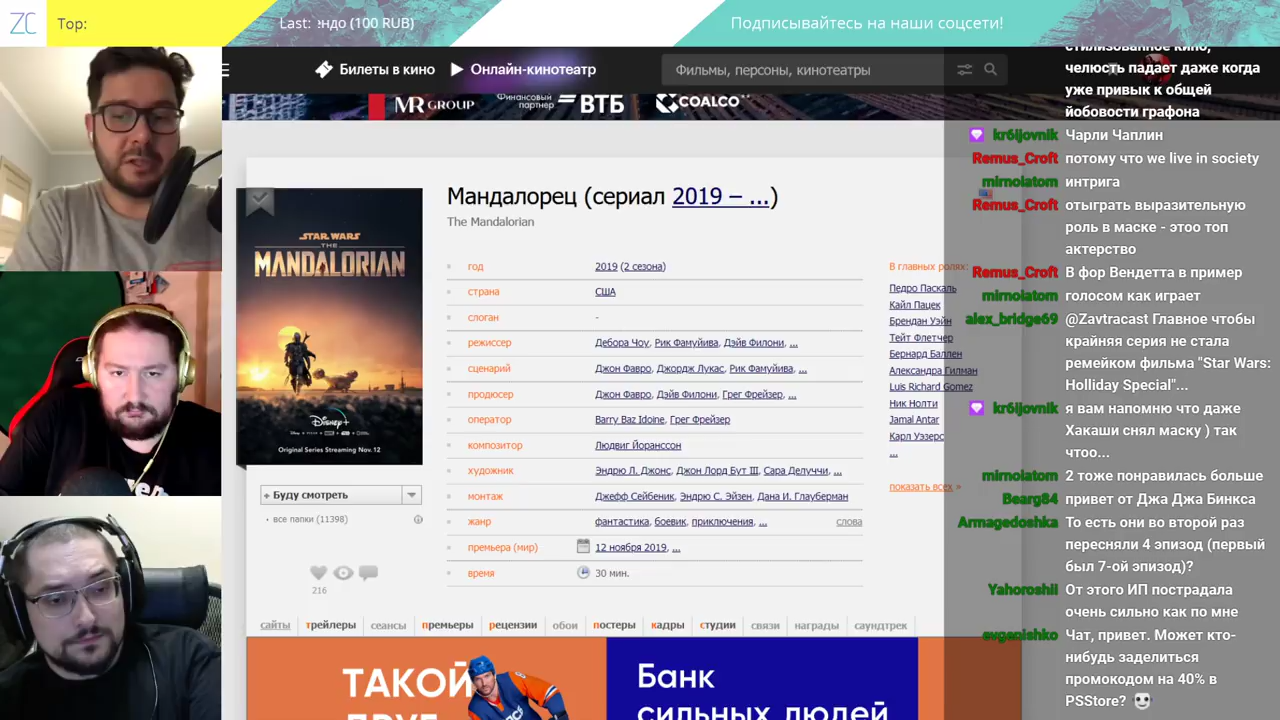 ZC
Top:
Last: ендо (100 RUB)
Подписывайтесь на наши соцсети!
Билеты в кино
Онлайн-кинотеатр
Фильмы, персоны, кинотеатры
MR GROUP
Финансовый
партнер
ВТБ
COALCO
STAR WARS
THE
MANDALORIAN
Disney+
Original Series Streaming Nov.12
Буду смотреть
все папки (11398)
216
Мандалорец (сериал 2019 – ...)
The Mandalorian
год 2019 (2 сезона)
страна США
слоган -
режиссер Дебора Чоу, Рик Фамуйива, Дэйв Филони, ...
сценарий Джон Фавро, Джордж Лукас, Рик Фамуйива, ...
продюсер Джон Фавро, Дэйв Филони, Грег Фрейзер, ...
оператор Barry Baz Idoine, Грег Фрейзер
композитор Людвиг Йоранссон
художник Эндрю Л. Джонс, Джон Лорд Бут III, Сара Делуччи, ...
монтаж Джефф Сейбеник, Эндрю С. Эйзен, Дана И. Глауберман
жанр фантастика, боевик, приключения, ... слова
премьера (мир) 12 ноября 2019, ...
время 30 мин.
В главных ролях:
Педро Паскаль
Кайл Пацек
Брендан Уэйн
Тейт Флетчер
Бернард Баллен
Александра Гилман
Luis Richard Gomez
Ник Нолти
Jamal Antar
Карл Уэзерс
...
показать всех »
сайты трейлеры сеансы премьеры рецензии обои постеры кадры студии связи награды саундтрек
ТАКОЙ
Банк
сильных людей
стилизованное кино,
челюсть падает даже когда
уже привык к общей
йобовости графона
kr6ijovnik Чарли Чаплин
Remus_Croft потому что we live in society
mirnoiatom интрига
Remus_Croft отыграть выразительную
роль в маске - этоо топ
актерство
Remus_Croft В фор Вендетта в пример
mirnoiatom голосом как играет
alex_bridge69 @Zavtracast Главное чтобы
крайняя серия не стала
ремейком фильма "Star Wars:
Holliday Special"...
kr6ijovnik я вам напомню что даже
Хакаши снял маску ) так
чтоо...
mirnoiatom 2 тоже понравилась больше
Bearg84 привет от Джа Джа Бинкса
Armagedoshka То есть они во второй раз
пересняли 4 эпизод (первый
был 7-ой эпизод)?
Yahoroshii От этого ИП пострадала
очень сильно как по мне
evgenishko Чат, привет. Может кто-
нибудь заделиться
промокодом на 40% в
PSStore?